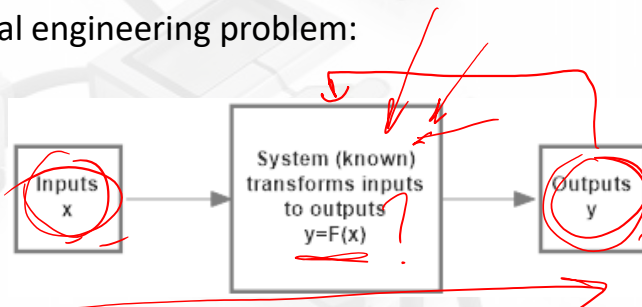 al engineering problem:
Inputs
x
System (known)
transforms inputs
to outputs
y=F(x) ?
Outputs
y